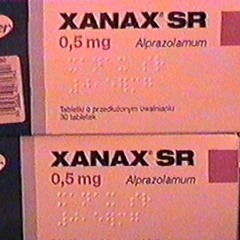 XANAX® SR
0,5 mg Alprazolamum
Tabletki o przedłużonym uwalnianiu
30 tabletek
XANAX® SR
0,5 mg Alprazolamum